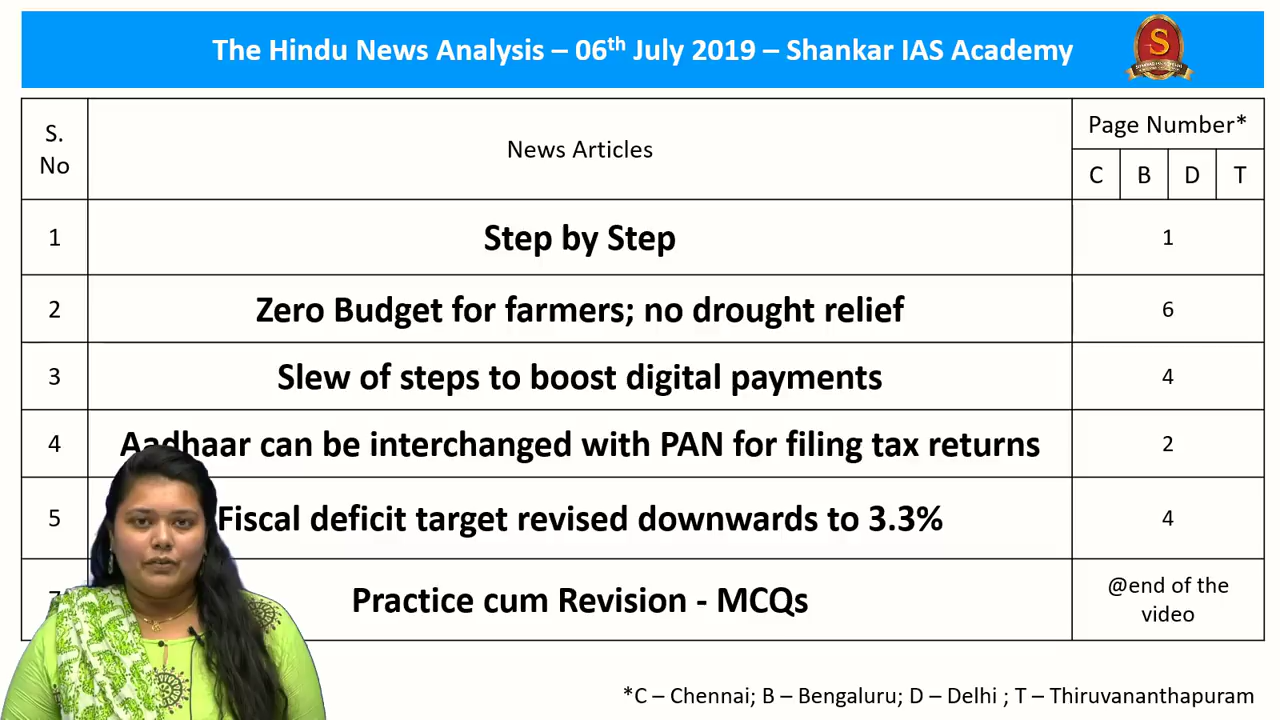 The Hindu News Analysis – 06th July 2019 – Shankar IAS Academy
S
S. No
News Articles
Page Number*
C B D T
1 Step by Step 1
2 Zero Budget for farmers; no drought relief 6
3 Slew of steps to boost digital payments 4
4 Aadhaar can be interchanged with PAN for filing tax returns 2
5 Fiscal deficit target revised downwards to 3.3% 4
7 Practice cum Revision - MCQs @end of the
video
*C – Chennai; B – Bengaluru; D – Delhi ; T – Thiruvananthapuram